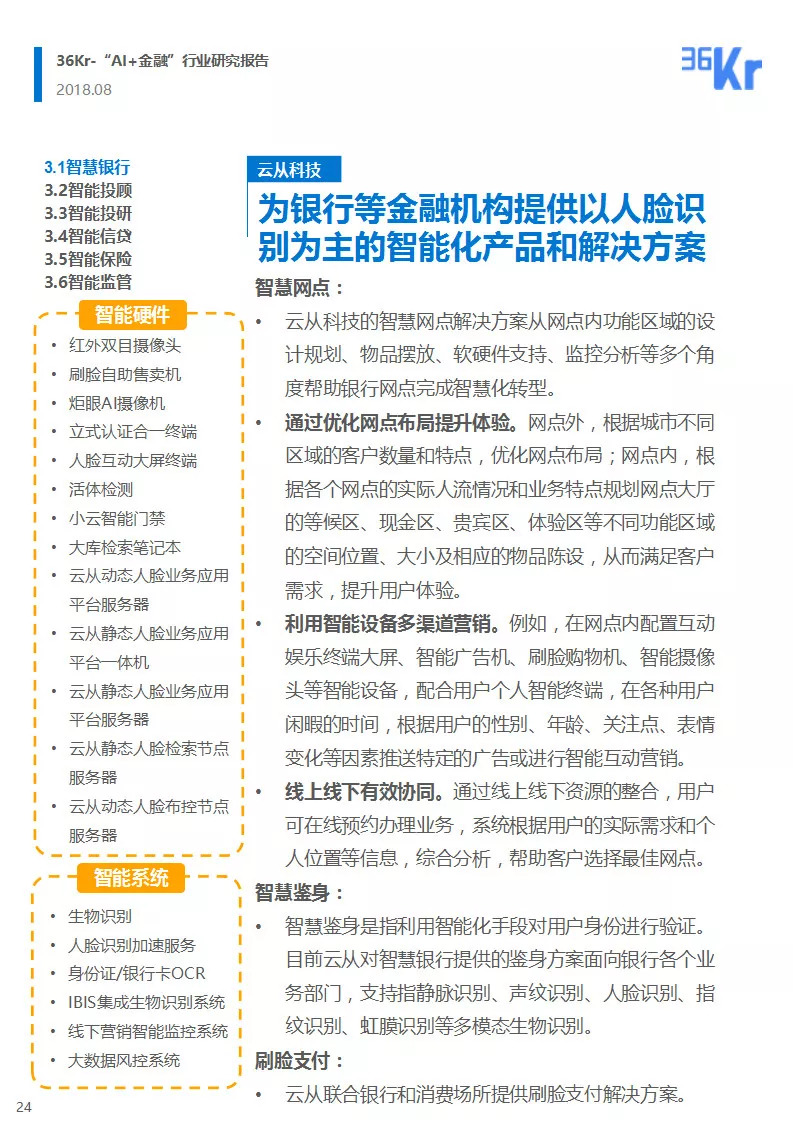 36Kr-“AI+金融”行业研究报告
2018.08
36Kr
3.1智慧银行
3.2智能投顾
3.3智能投研
3.4智能信贷
3.5智能保险
3.6智能监管
智能硬件
• 红外双目摄像头
• 刷脸自助售卖机
• 炬眼AI摄像机
• 立式认证合一终端
• 人脸互动大屏终端
• 活体检测
• 小云智能门禁
• 大库检索笔记本
• 云从动态人脸业务应用
平台服务器
• 云从静态人脸业务应用
平台一体机
• 云从静态人脸业务应用
平台服务器
• 云从静态人脸检索节点
服务器
• 云从动态人脸布控节点
服务器
智能系统
• 生物识别
• 人脸识别加速服务
• 身份证/银行卡OCR
• IBIS集成生物识别系统
• 线下营销智能监控系统
• 大数据风控系统
云从科技
为银行等金融机构提供以人脸识
别为主的智能化产品和解决方案
智慧网点：
• 云从科技的智慧网点解决方案从网点内功能区域的设
计规划、物品摆放、软硬件支持、监控分析等多个角
度帮助银行网点完成智慧化转型。
• 通过优化网点布局提升体验。网点外，根据城市不同
区域的客户数量和特点，优化网点布局；网点内，根
据各个网点的实际人流情况和业务特点规划网点大厅
的等候区、现金区、贵宾区、体验区等不同功能区域
的空间位置、大小及相应的物品陈设，从而满足客户
需求，提升用户体验。
• 利用智能设备多渠道营销。例如，在网点内配置互动
娱乐终端大屏、智能广告机、刷脸购物机、智能摄像
头等智能设备，配合用户个人智能终端，在各种用户
闲暇的时间，根据用户的性别、年龄、关注点、表情
变化等因素推送特定的广告或进行智能互动营销。
• 线上线下有效协同。通过线上线下资源的整合，用户
可在线预约办理业务，系统根据用户的实际需求和个
人位置等信息，综合分析，帮助客户选择最佳网点。
智慧鉴身：
• 智慧鉴身是指利用智能化手段对用户身份进行验证。
目前云从对智慧银行提供的鉴身方案面向银行各个业
务部门，支持指静脉识别、声纹识别、人脸识别、指
纹识别、虹膜识别等多模态生物识别。
刷脸支付：
• 云从联合银行和消费场所提供刷脸支付解决方案。
24